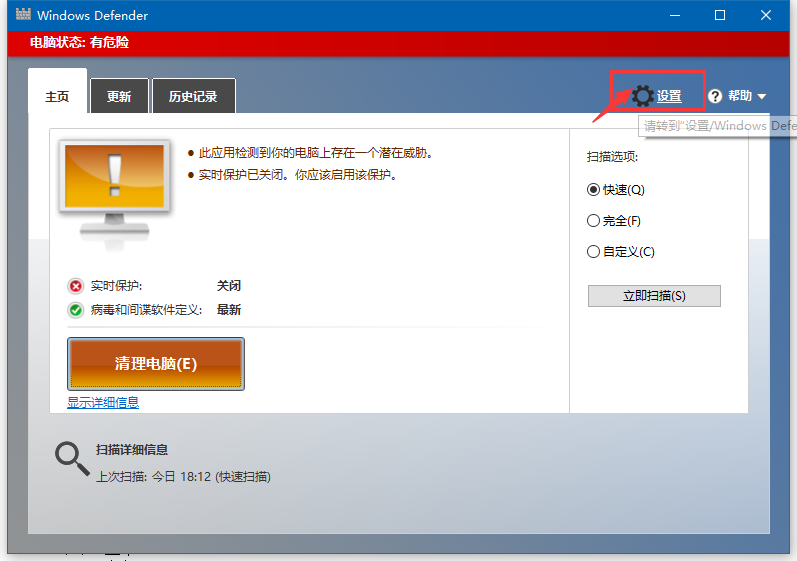 Windows Defender
电脑状态: 有危险
主页
更新
历史记录
设置
帮助
请转到"设置/Windows Defe
此应用检测到你的电脑上存在一个潜在威胁。
实时保护已关闭。你应该启用该保护。
扫描选项:
快速(Q)
完全(F)
自定义(C)
立即扫描(S)
实时保护: 关闭
病毒和间谍软件定义: 最新
清理电脑(E)
显示详细信息
扫描详细信息
上次扫描: 今日 18:12 (快速扫描)